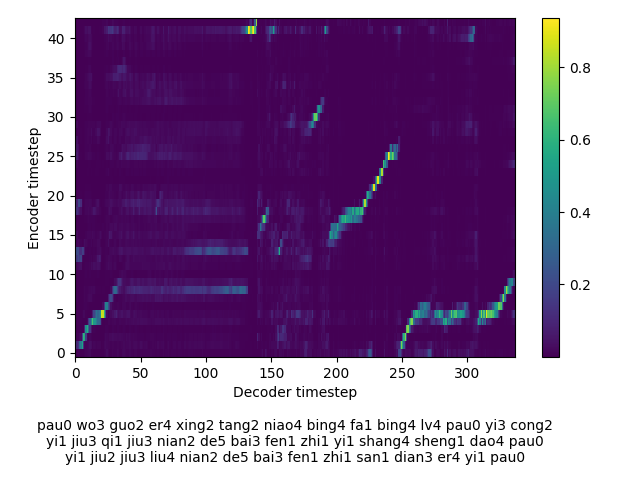 40
35
30
25
20
15
10
5
0
Encoder timestep
0 50 100 150 200 250 300
Decoder timestep
0.8
0.6
0.4
0.2
pau0 wo3 guo2 er4 xing2 tang2 niao4 bing4 fa1 bing4 lv4 pau0 yi3 cong2
yi1 jiu3 qi1 jiu3 nian2 de5 bai3 fen1 zhi1 yi1 shang4 sheng1 dao4 pau0
yi1 jiu2 jiu3 liu4 nian2 de5 bai3 fen1 zhi1 san1 dian3 er4 yi1 pau0